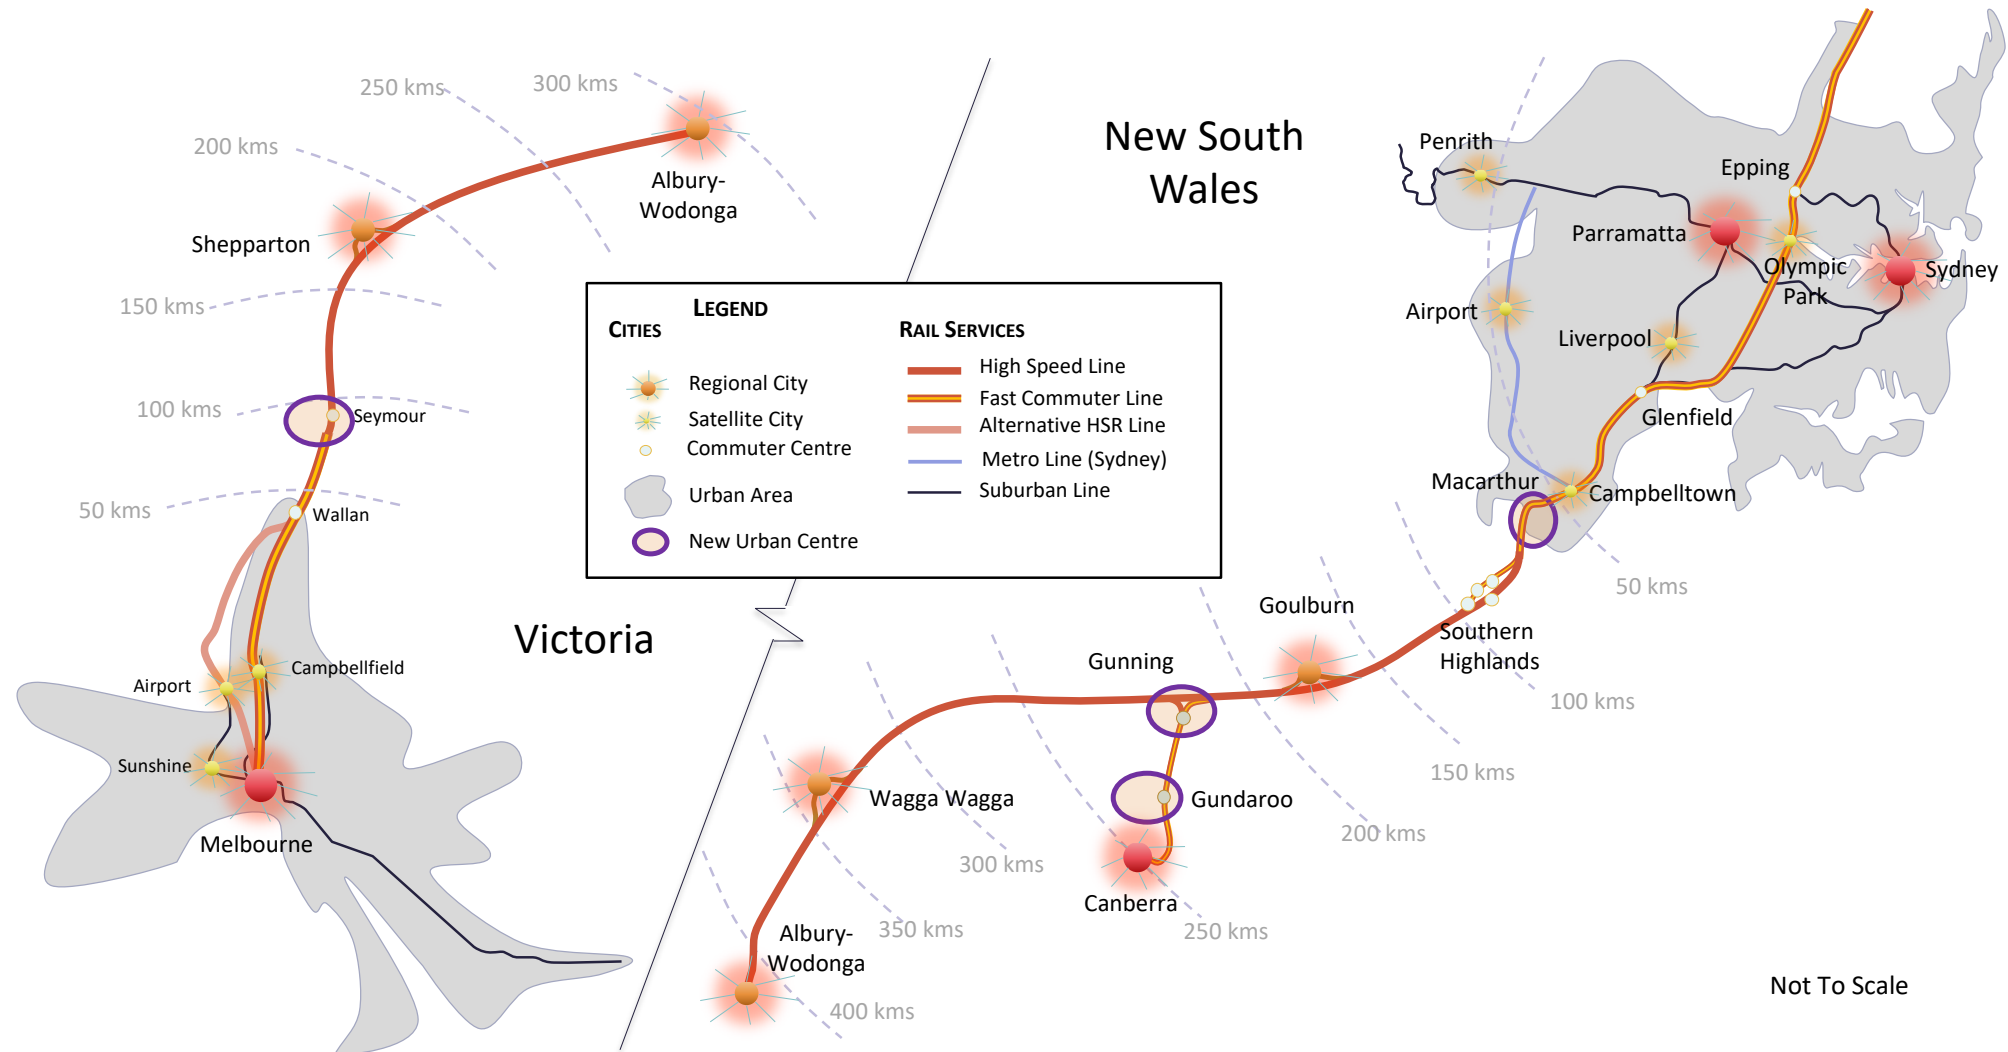 250 kms
300 kms
200 kms
Albury-
Wodonga
Shepparton
150 kms
100 kms
Seymour
50 kms
Wallan
Victoria
Campbellfield
Airport
Sunshine
Melbourne
LEGEND
CITIES
Regional City
Satellite City
Commuter Centre
Urban Area
New Urban Centre
RAIL SERVICES
High Speed Line
Fast Commuter Line
Alternative HSR Line
Metro Line (Sydney)
Suburban Line
New South
Wales
Penrith
Epping
Parramatta
Olympic
Park
Sydney
Airport
Liverpool
Glenfield
Macarthur
Campbelltown
50 kms
Goulburn
Southern
Highlands
Gunning
100 kms
150 kms
Wagga Wagga
Gundaroo
200 kms
300 kms
Canberra
350 kms
250 kms
Albury-
Wodonga
400 kms
Not To Scale